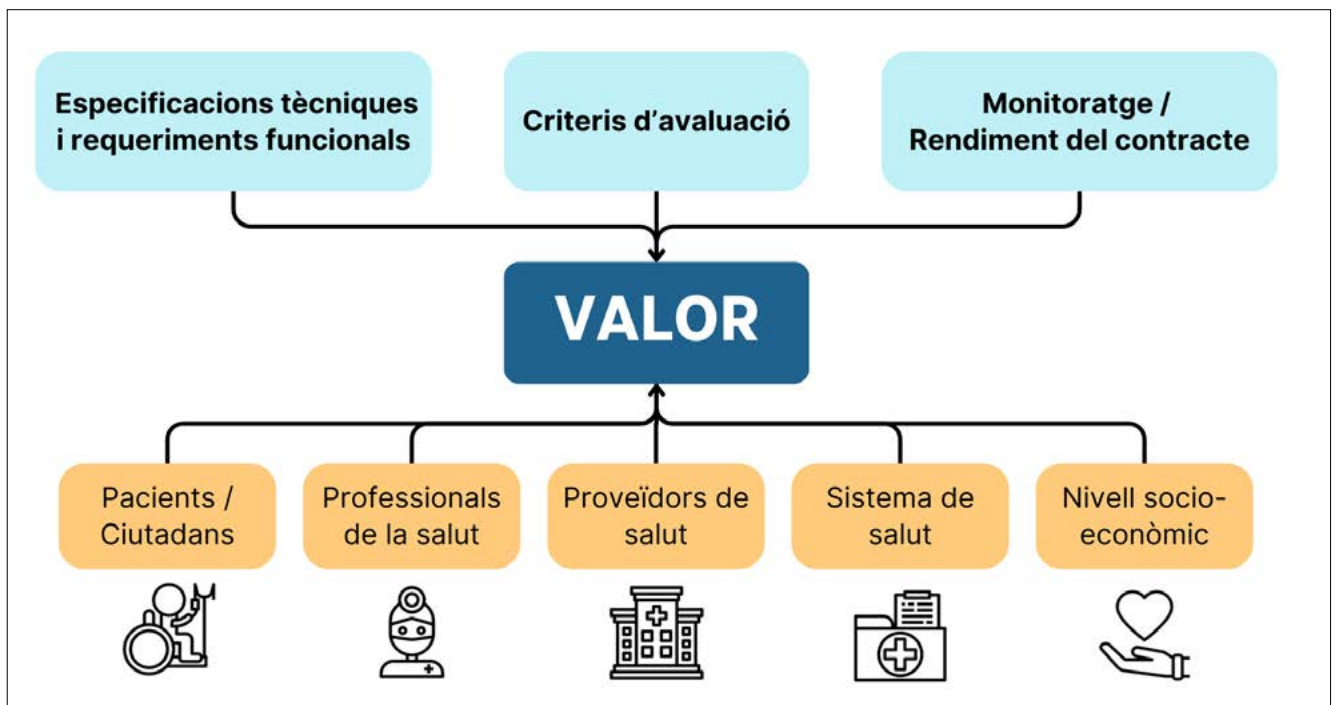 Especificacions tècniques
i requeriments funcionals
Criteris d’avaluació
Monitoratge /
Rendiment del contracte
VALOR
Pacients /
Ciutadans
Professionals
de la salut
Proveïdors de
salut
Sistema de
salut
Nivell socio-
econòmic